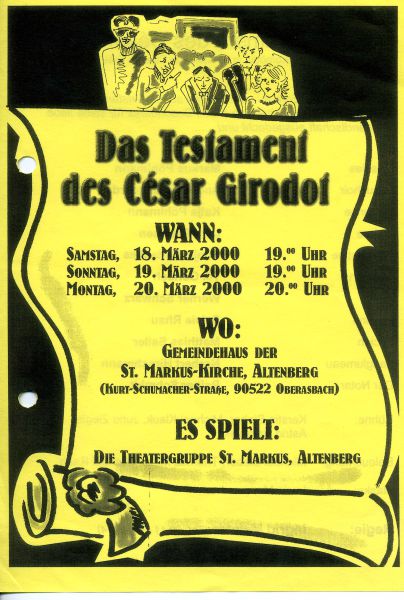 Das Testament
des César Girodot
WANN:
SAMSTAG, 18. MÄRZ 2000 19.00 UHR
SONNTAG, 19. MÄRZ 2000 19.00 UHR
MONTAG, 20. MÄRZ 2000 20.00 UHR
WO:
GEMEINDEHAUS DER
ST. MARKUS-KIRCHE, ALTENBERG
(KURT-SCHUMACHER-STRAßE, 90522 OBERASBACH)
ES SPIELT:
DIE THEATERGRUPPE ST. MARKUS, ALTENBERG